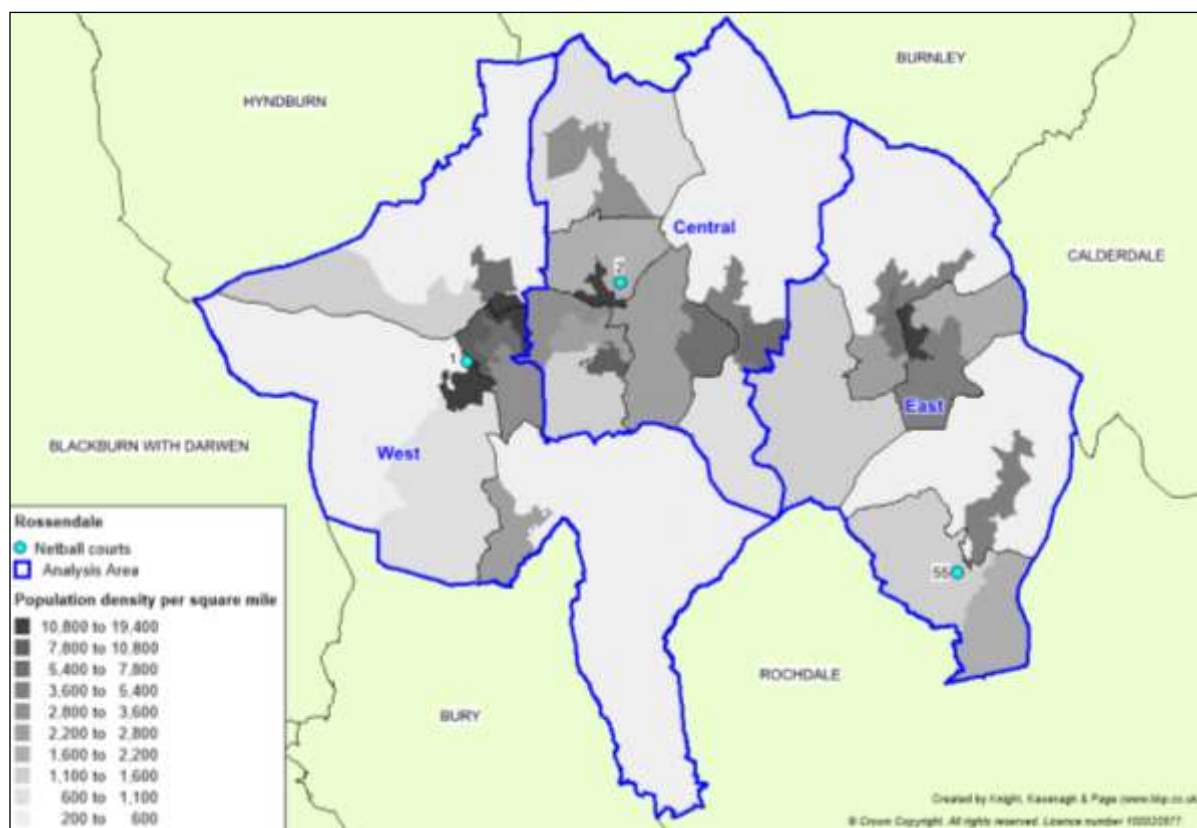 BURNLEY
HYNDBURN
Central
2
CALDERDALE
1
East
BLACKBURN WITH DARWEN
West
55
ROCHDALE
BURY
Rossendale
Netball courts
Analysis Area
Population density per square mile
10,800 to 19,400
7,800 to 10,800
5,400 to 7,800
3,600 to 5,400
2,800 to 3,600
2,200 to 2,800
1,600 to 2,200
1,100 to 1,600
600 to 1,100
200 to 600
Created by Knight, Kavanagh & Page (www.kkp.co.uk
© Crown Copyright. All rights reserved. Licence number